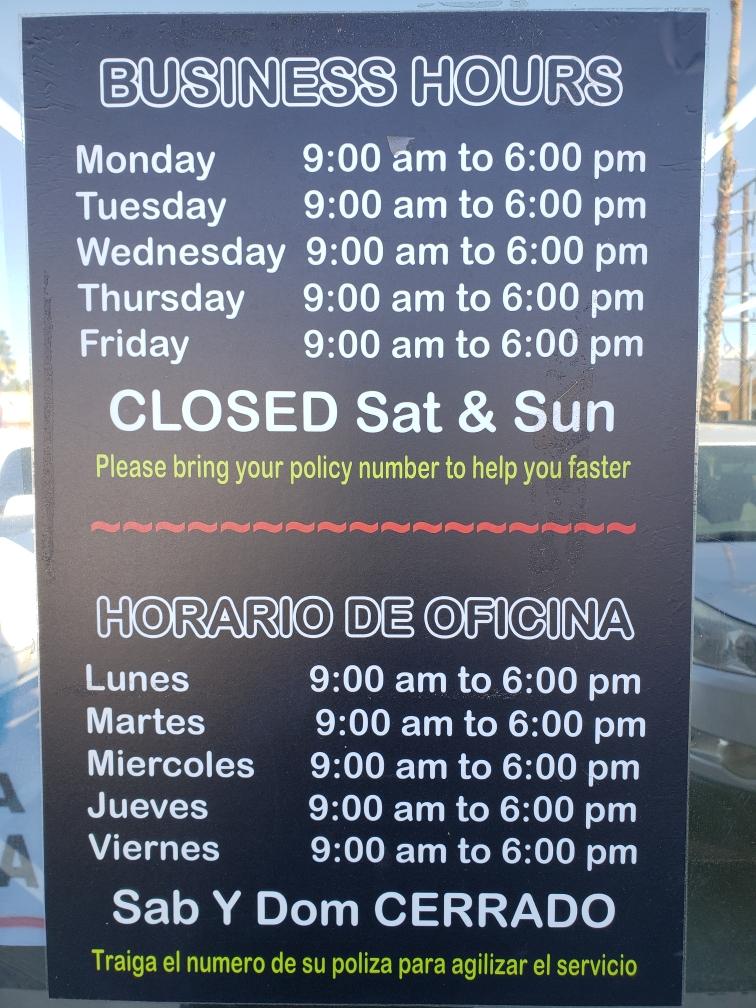 BUSINESS HOURS
Monday 9:00 am to 6:00 pm
Tuesday 9:00 am to 6:00 pm
Wednesday 9:00 am to 6:00 pm
Thursday 9:00 am to 6:00 pm
Friday 9:00 am to 6:00 pm
CLOSED Sat & Sun
Please bring your policy number to help you faster
HORARIO DE OFICINA
Lunes 9:00 am to 6:00 pm
Martes 9:00 am to 6:00 pm
Miercoles 9:00 am to 6:00 pm
Jueves 9:00 am to 6:00 pm
Viernes 9:00 am to 6:00 pm
Sab Y Dom CERRADO
Traiga el numero de su poliza para agilizar el servicio